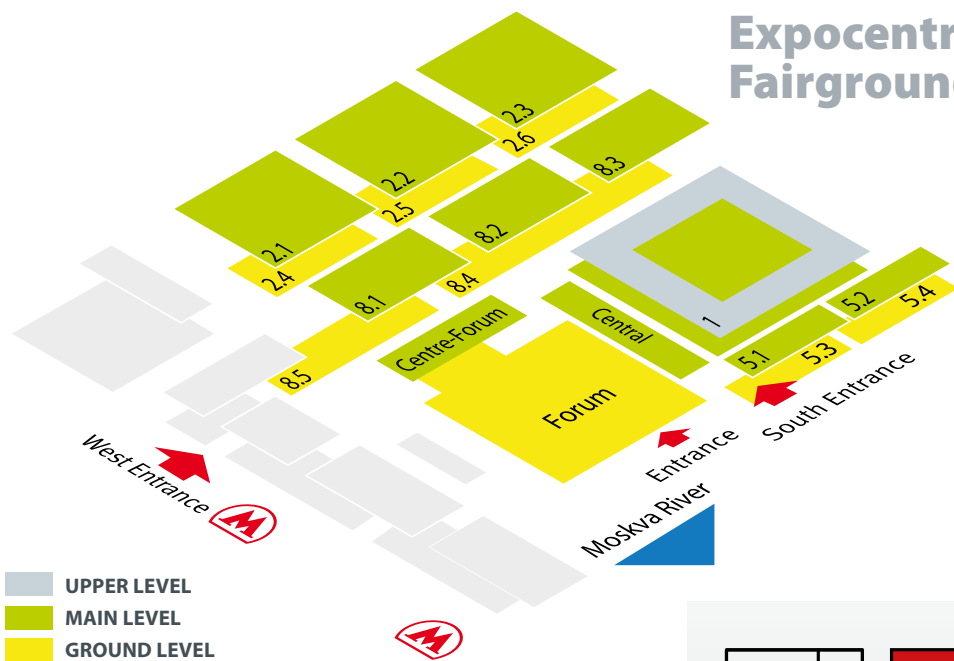 Expocentr
Fairgroun
2.3
2.6
2.2
2.5
8.3
2.1
2.4
8.2
8.4
8.1
8.5
Centre-Forum
Central
1
5.2
5.4
5.1
5.3
Forum
South Entrance
Entrance
West Entrance
M
Moskva River
UPPER LEVEL
MAIN LEVEL
GROUND LEVEL
M